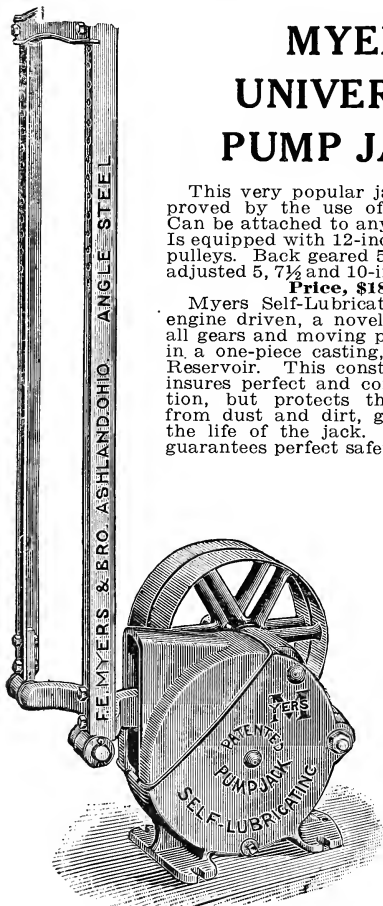 MYE
UNIVER
PUMP JA
This very popular ja
proved by the use of
Can be attached to any
Is equipped with 12-inc
pulleys. Back geared 5
adjusted 5, 7½ and 10-i
Price, $18
Myers Self-Lubricat
engine driven, a novel
all gears and moving p
in a one-piece casting,
Reservoir. This const
insures perfect and co
tion, but protects th
from dust and dirt, g
the life of the jack.
guarantees perfect safe
F.E. MYERS & BRO. ASHLAND, OHIO. ANGLE STEEL
MYERS
PATENTED
PUMP JACK
SELF-LUBRICATING